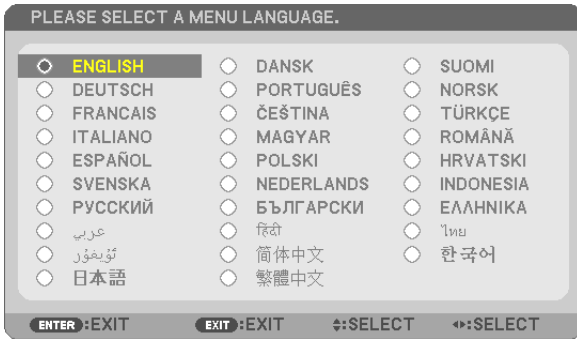 PLEASE SELECT A MENU LANGUAGE.
ENGLISH DANSK SUOMI
DEUTSCH PORTUGUÊS NORSK
FRANCAIS ČEŠTINA TÜRKÇE
ITALIANO MAGYAR ROMÂNĂ
ESPAÑOL POLSKI HRVATSKI
SVENSKA NEDERLANDS INDONESIA
РУССКИЙ БЪЛГАРСКИ ΕΛΛΗΝΙΚΑ
عربي हिंदी ไทย
ئۇيغۇر 简体中文 한국어
日本語 繁體中文
ENTER:EXIT EXIT:EXIT :SELECT :SELECT